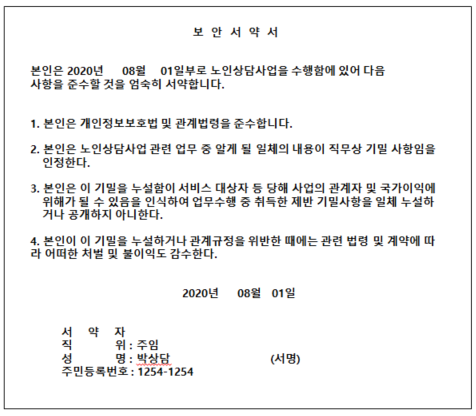 보 안 서 약 서
본인은 2020년 08월 01일부로 노인상담사업을 수행함에 있어 다음
사항을 준수할 것을 엄숙히 서약합니다.
1. 본인은 개인정보보호법 및 관계법령을 준수합니다.
2. 본인은 노인상담사업 관련 업무 중 알게 될 일체의 내용이 직무상 기밀 사항임을
인정한다.
3. 본인은 이 기밀을 누설함이 서비스 대상자 등 당해 사업의 관계자 및 국가이익에
위해가 될 수 있음을 인식하여 업무수행 중 취득한 제반 기밀사항을 일체 누설하
거나 공개하지 아니한다.
4. 본인이 이 기밀을 누설하거나 관계규정을 위반한 때에는 관련 법령 및 계약에 따
라 어떠한 처벌 및 불이익도 감수한다.
2020년 08월 01일
서 약 자
직 위 : 주임
성 명 : 박상담 (서명)
주민등록번호 : 1254-1254